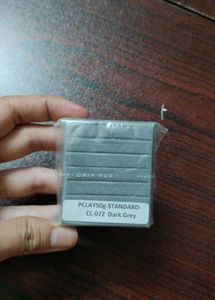 PCLAY50g-STANDARD-
CL-072 Dark Grey